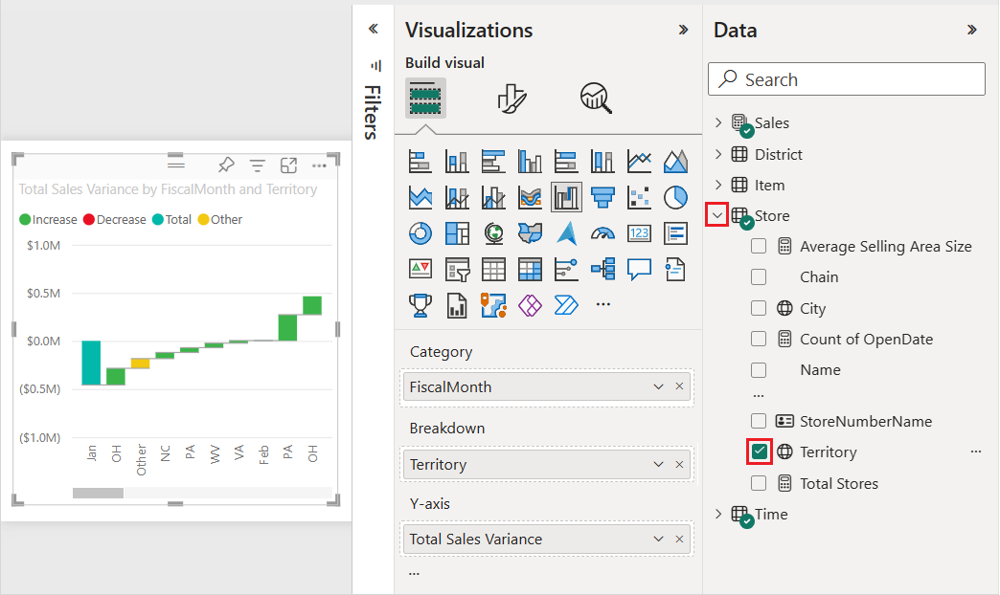 Total Sales Variance by FiscalMonth and Territory
Increase Decrease Total Other
$1.0M
$0.5M
$0.0M
($0.5M)
($1.0M)
Jan OH Other NC PA WV VA Feb PA OH
Filters
Visualizations
Build visual
123
...
Category
FiscalMonth
Breakdown
Territory
Y-axis
Total Sales Variance
...
Data
Search
Sales
District
Item
Store
Average Selling Area Size
Chain
City
Count of OpenDate
Name
...
StoreNumberName
Territory ...
Total Stores
Time